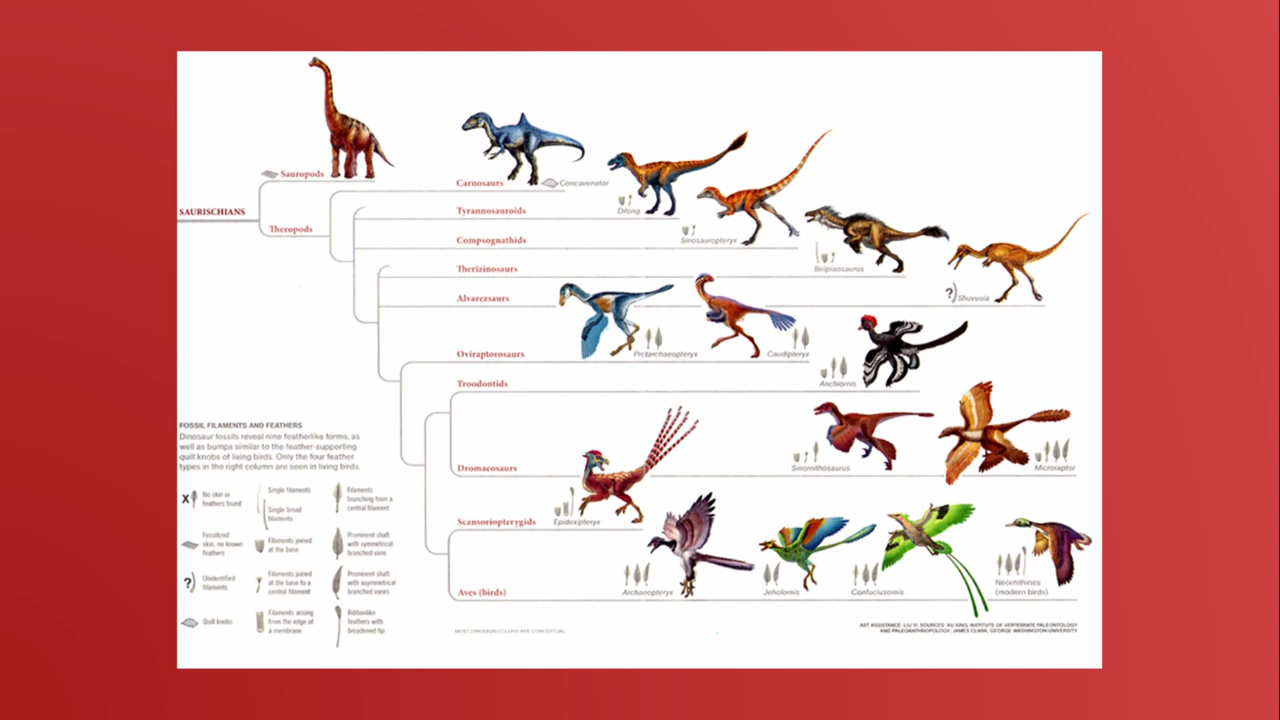 Sauropods
Carnosaurs
Concavenator
SAURISCHIANS
Tyrannosauroids
Dilong
Theropods
Compsognathids
Sinosauropteryx
Therizinosaurs
Beipiaosaurus
Alvarezsaurs
?
Shuvuuia
Oviraptorosaurs
Protarchaeopteryx
Caudipteryx
Troodontids
Anchiornis
Dromaeosaurs
Sinornithosaurus
Microraptor
FOSSIL FILAMENTS AND FEATHERS
Dinosaur fossils reveal nine featherlike forms, as
well as bumps similar to the feather-supporting
quill knobs of living birds. Only the four feather
types in the right column are seen in living birds.
X
No skin or
feathers found
Single filaments
Single broad
filaments
Filaments
branching from a
central filament
Fossilized
skin, no known
feathers
Filaments joined
at the base
Prominent shaft
with symmetrical
branched vane
?
Unidentified
filaments
Filaments joined
at the base to a
central filament
Prominent shaft
with asymmetrical
branched vanes
Quill knobs
Filaments arising
from the edge of
a membrane
Ribbonlike
feathers with
broadened tip
Scansoriopterygids
Epidexipteryx
Aves (birds)
Archaeopteryx
Jeholornis
Confuciusornis
Neornithines
(modern birds)
MOST DINOSAUR COLORS ARE CONCEPTUAL
ART ASSISTANCE: LIU YI. SOURCES: XU XING, INSTITUTE OF VERTEBRATE PALEONTOLOGY
AND PALEOANTHROPOLOGY; JAMES CLARK, GEORGE WASHINGTON UNIVERSITY